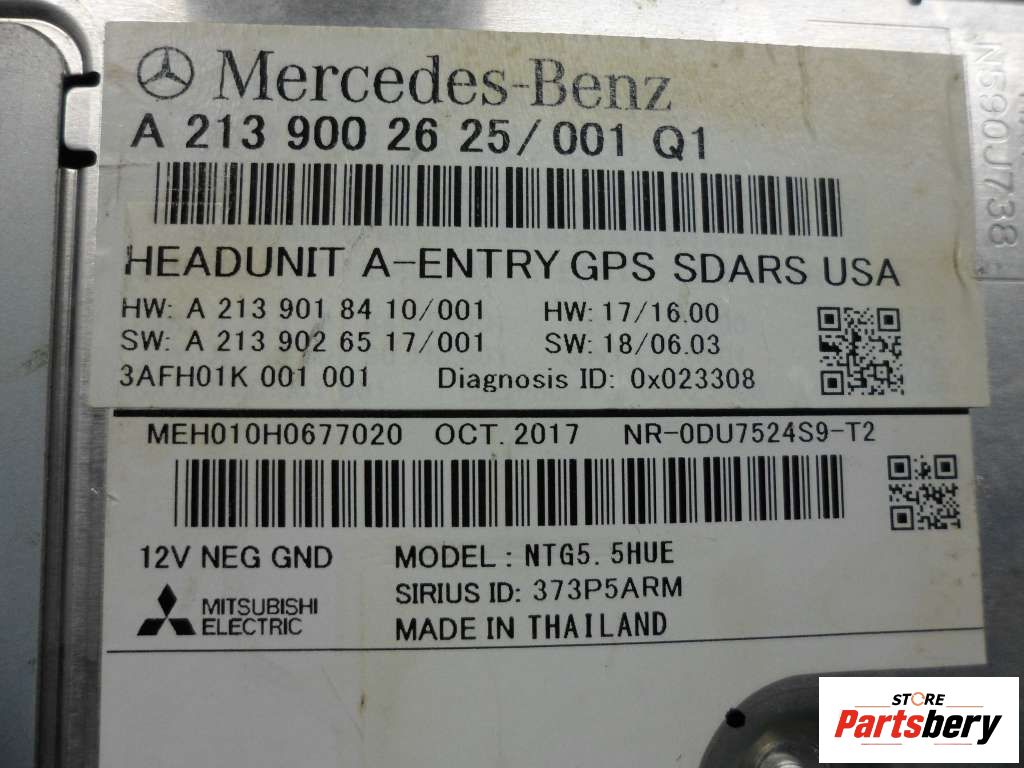 Mercedes-Benz
A 213 900 26 25/001 Q1
HEADUNIT A-ENTRY GPS SDARS USA
HW: A 213 901 84 10/001 HW: 17/16.00
SW: A 213 902 65 17/001 SW: 18/06.03
3AFH01K 001 001 Diagnosis ID: 0x023308
MEH010H0677020 OCT. 2017 NR-0DU7524S9-T2
12V NEG GND MODEL : NTG5. 5HUE
SIRIUS ID: 373P5ARM
MITSUBISHI
ELECTRIC
MADE IN THAILAND
N590J738
STORE
Partsbery